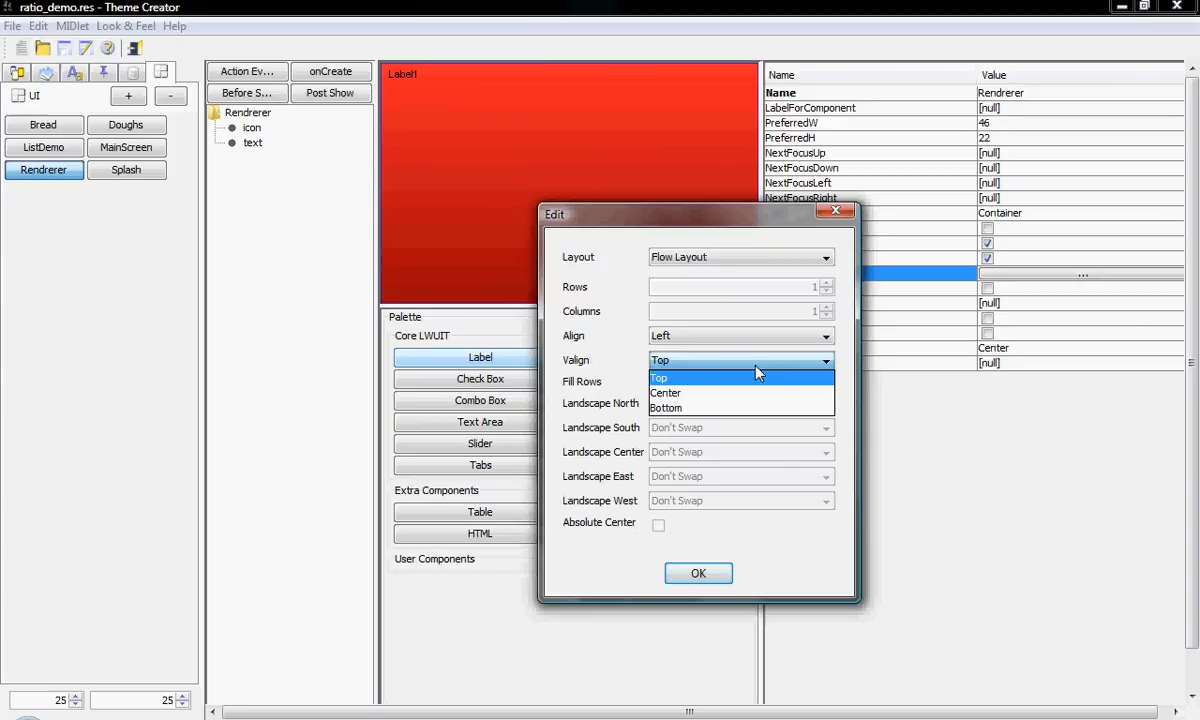 ratio_demo.res - Theme Creator
File Edit MIDlet Look & Feel Help
UI
+ -
Bread Doughs
ListDemo MainScreen
Rendrerer Splash
25 25
Action Ev... onCreate
Before S... Post Show
Rendrerer
icon
text
Label1
Palette
Core LWUIT
Label
Check Box
Combo Box
Text Area
Slider
Tabs
Extra Components
Table
HTML
User Components
Name Value
Name Rendrerer
LabelForComponent [null]
PreferredW 46
PreferredH 22
NextFocusUp [null]
NextFocusDown [null]
NextFocusLeft [null]
NextFocusRight [null]
Container
...
[null]
Center
[null]
Edit
Layout Flow Layout
Rows 1
Columns 1
Align Left
Valign Top
Top
Center
Bottom
Fill Rows
Landscape North
Landscape South Don't Swap
Landscape Center Don't Swap
Landscape East Don't Swap
Landscape West Don't Swap
Absolute Center
OK